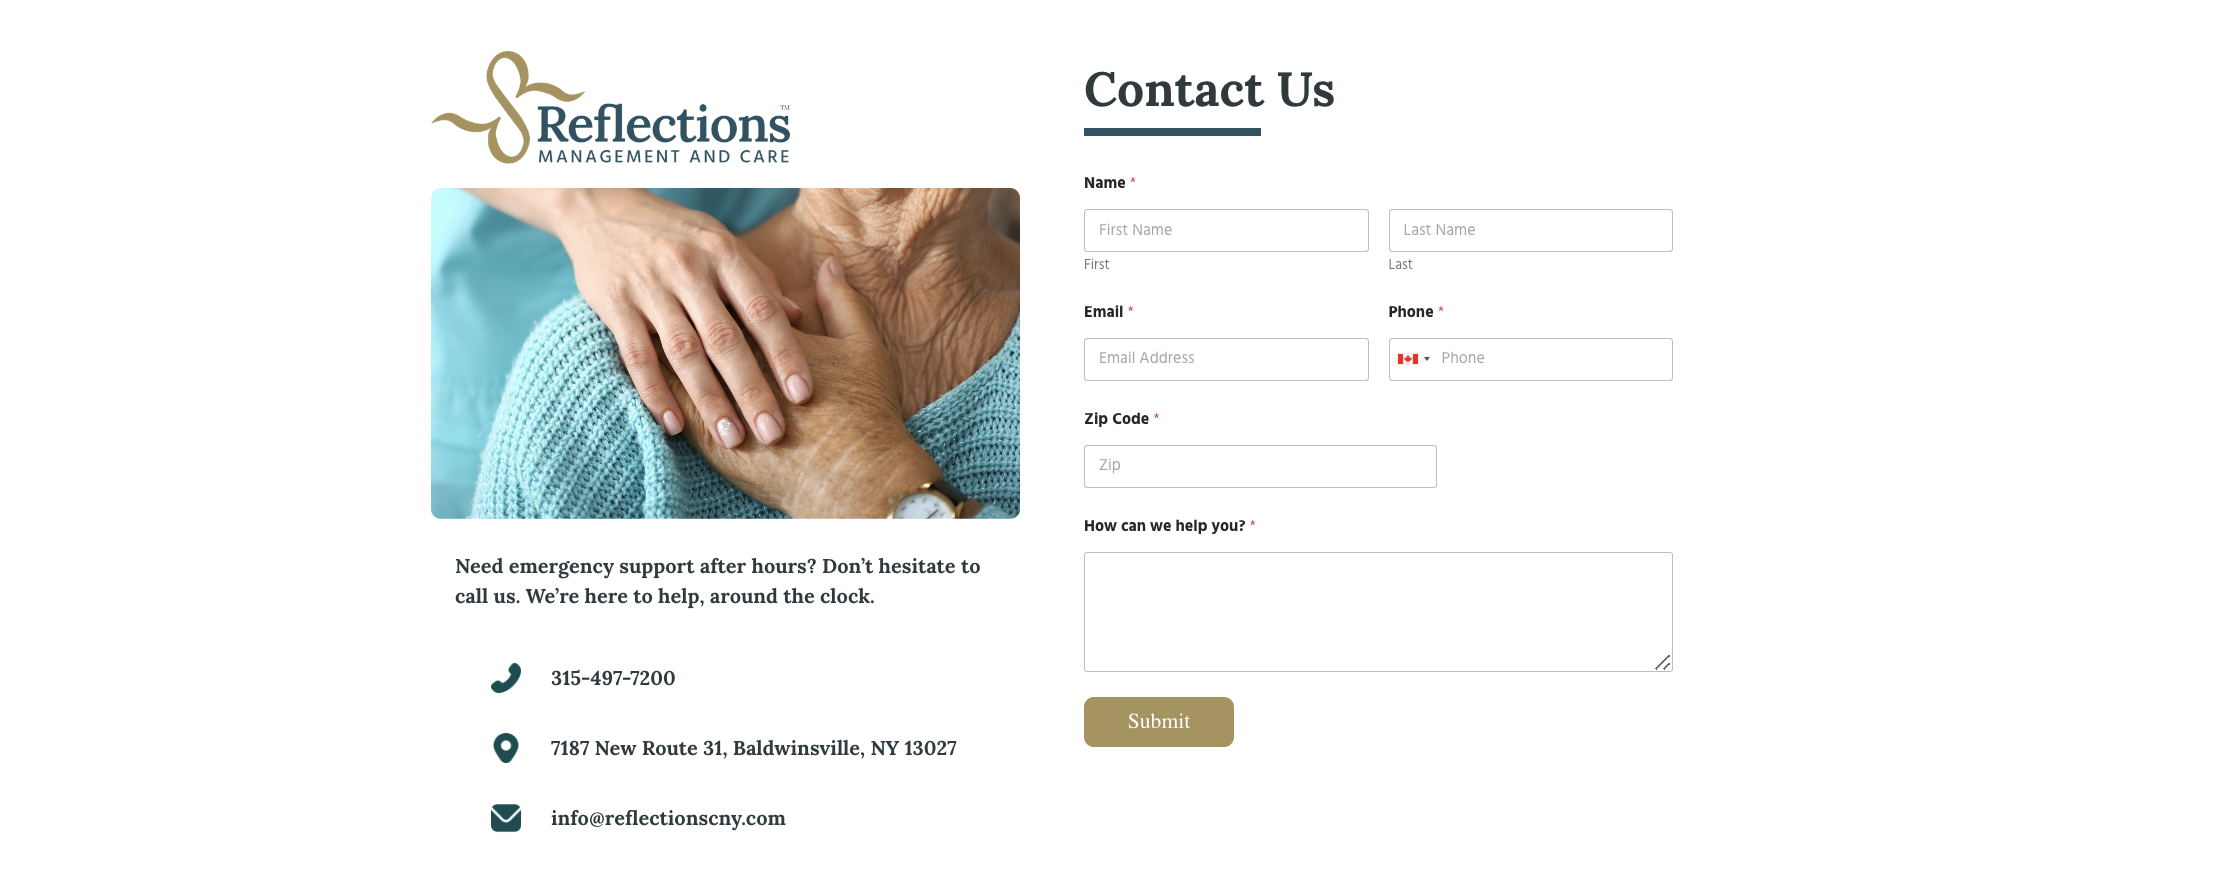 Reflections™
MANAGEMENT AND CARE
Need emergency support after hours? Don’t hesitate to
call us. We’re here to help, around the clock.
315-497-7200
7187 New Route 31, Baldwinsville, NY 13027
info@reflectionscny.com
Contact Us
Name *
First Name
Last Name
First
Last
Email *
Phone *
Email Address
Phone
Zip Code *
Zip
How can we help you? *
Submit